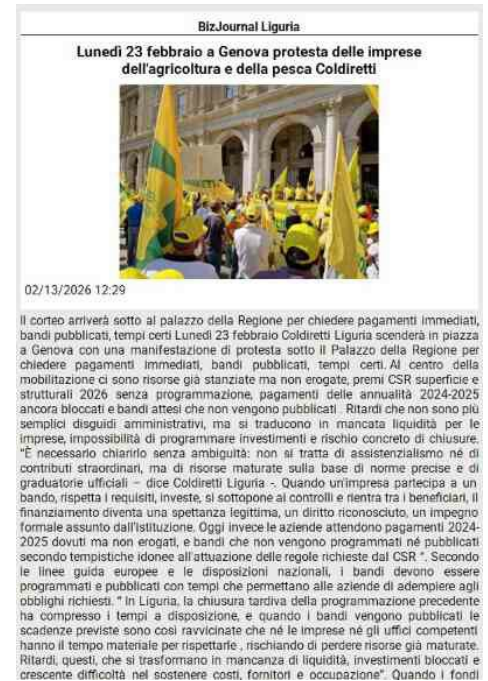 BizJournal Liguria
Lunedì 23 febbraio a Genova protesta delle imprese
dell'agricoltura e della pesca Coldiretti
02/13/2026 12:29
Il corteo arriverà sotto al palazzo della Regione per chiedere pagamenti immediati,
bandi pubblicati, tempi certi Lunedì 23 febbraio Coldiretti Liguria scenderà in piazza
a Genova con una manifestazione di protesta sotto il Palazzo della Regione per
chiedere pagamenti immediati, bandi pubblicati, tempi certi. Al centro della
mobilitazione ci sono risorse già stanziate ma non erogate, premi CSR superficie e
strutturali 2026 senza programmazione, pagamenti delle annualità 2024-2025
ancora bloccati e bandi attesi che non vengono pubblicati . Ritardi che non sono più
semplici disguidi amministrativi, ma si traducono in mancata liquidità per le
imprese, impossibilità di programmare investimenti e rischio concreto di chiusure.
"È necessario chiarirlo senza ambiguità: non si tratta di assistenzialismo né di
contributi straordinari, ma di risorse maturate sulla base di norme precise e di
graduatorie ufficiali – dice Coldiretti Liguria -. Quando un'impresa partecipa a un
bando, rispetta i requisiti, investe, si sottopone ai controlli e rientra tra i beneficiari, il
finanziamento diventa una spettanza legittima, un diritto riconosciuto, un impegno
formale assunto dall'istituzione. Oggi invece le aziende attendono pagamenti 2024-
2025 dovuti ma non erogati, e bandi che non vengono programmati né pubblicati
secondo tempistiche idonee all'attuazione delle regole richieste dal CSR ". Secondo
le linee guida europee e le disposizioni nazionali, i bandi devono essere
programmati e pubblicati con tempi che permettano alle aziende di adempiere agli
obblighi richiesti. " In Liguria, la chiusura tardiva della programmazione precedente
ha compresso i tempi a disposizione, e quando i bandi vengono pubblicati le
scadenze previste sono così ravvicinate che né le imprese né gli uffici competenti
hanno il tempo materiale per rispettarle , rischiando di perdere risorse già maturate.
Ritardi, questi, che si trasformano in mancanza di liquidità, investimenti bloccati e
crescente difficoltà nel sostenere costi, fornitori e occupazione". Quando i fondi